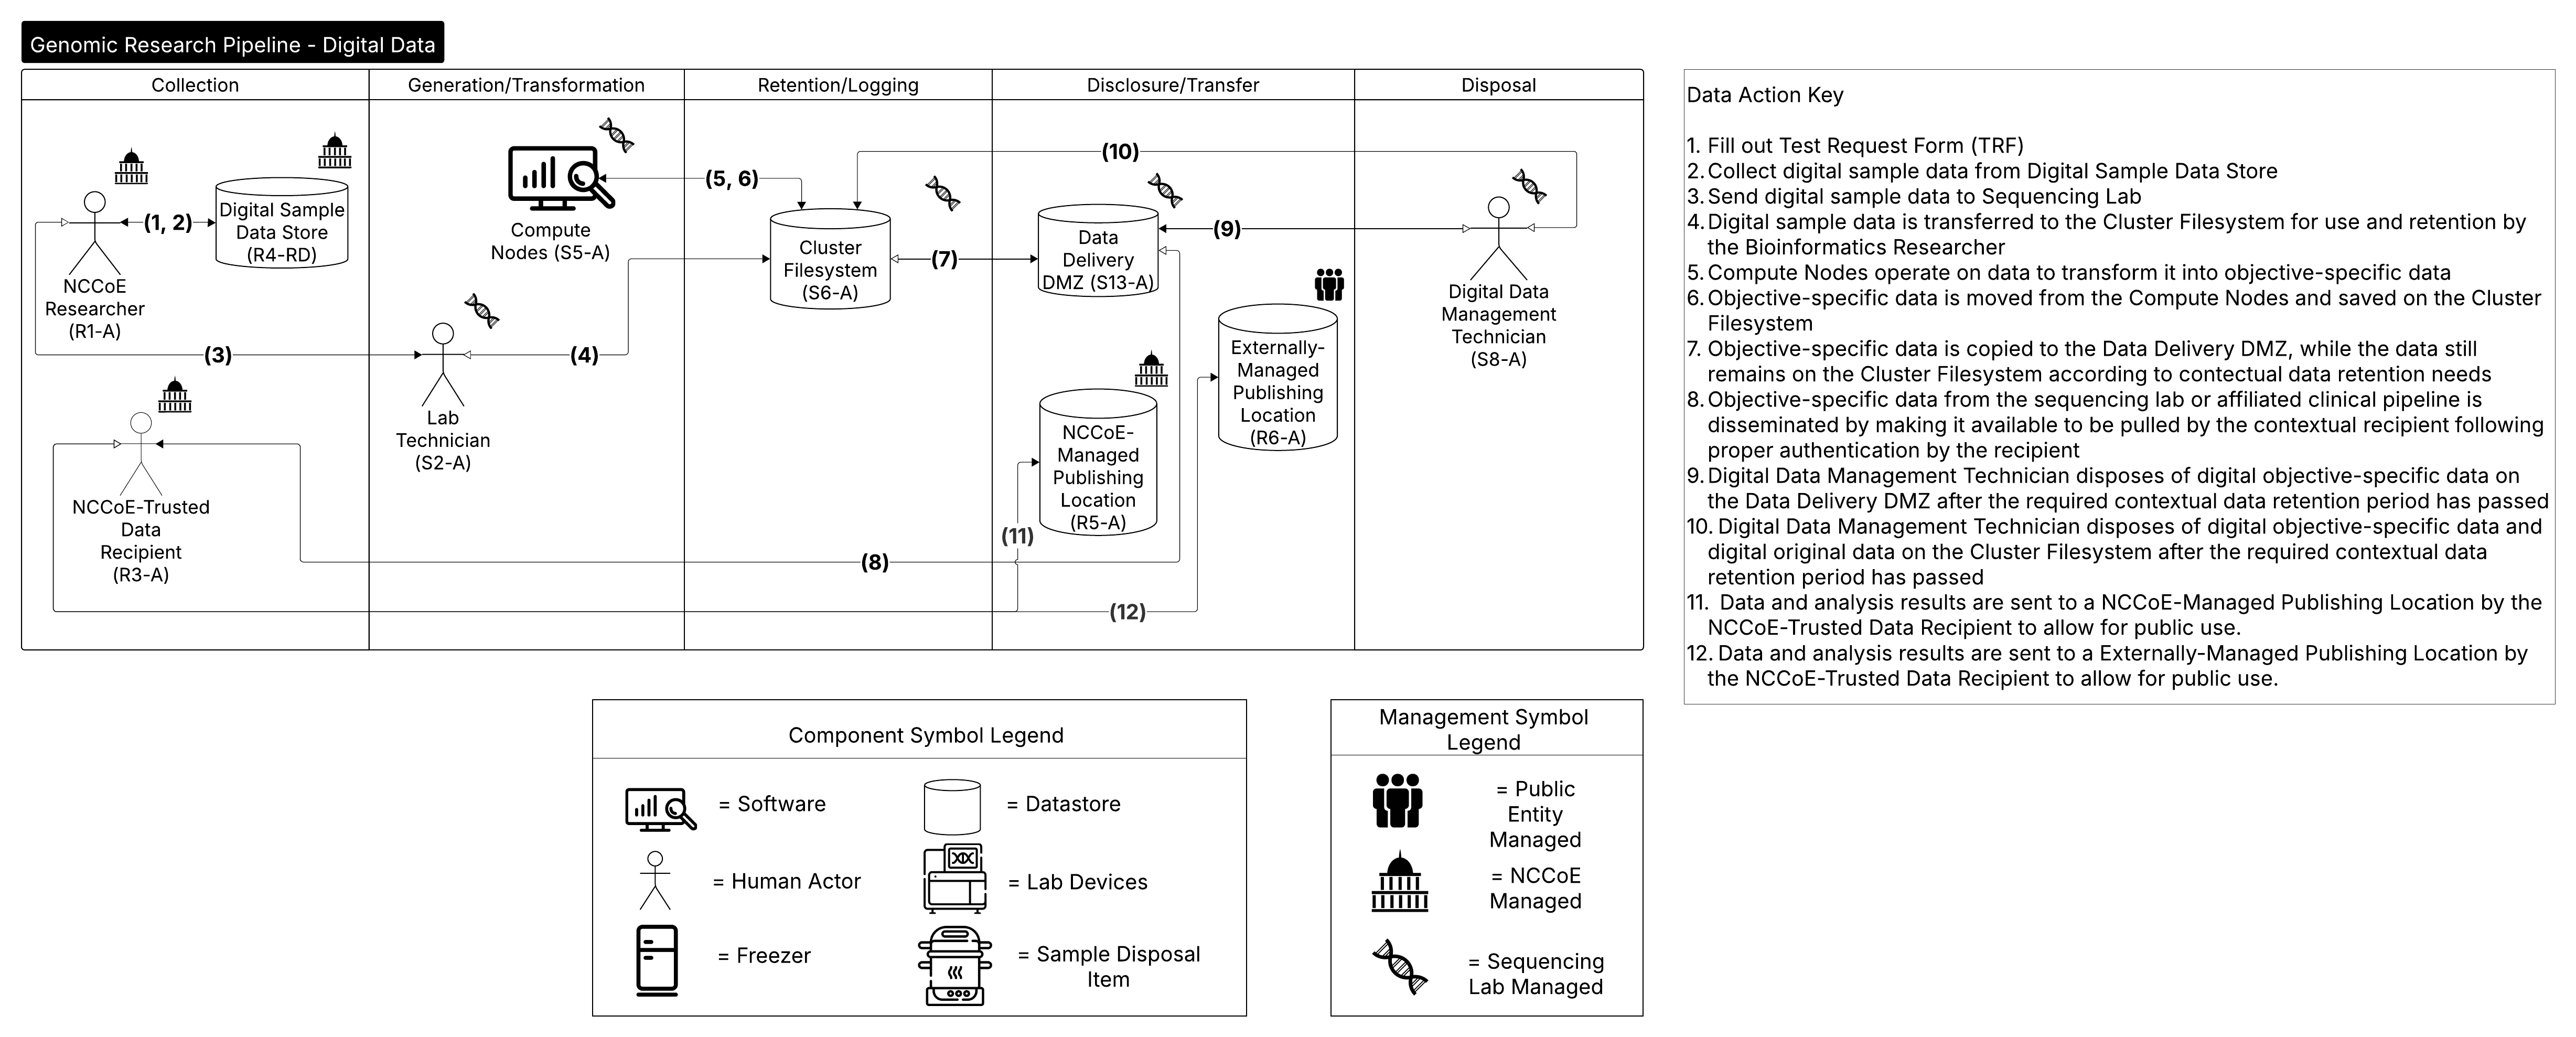 Genomic Research Pipeline - Digital Data
Collection
Generation/Transformation
Retention/Logging
Disclosure/Transfer
Disposal
NCCoE
Researcher
(R1-A)
(1, 2)
Digital Sample
Data Store
(R4-RD)
(3)
NCCoE-Trusted
Data
Recipient
(R3-A)
Compute
Nodes (S5-A)
Lab
Technician
(S2-A)
(4)
(5, 6)
Cluster
Filesystem
(S6-A)
(7)
(8)
(10)
Data
Delivery
DMZ (S13-A)
(9)
NCCoE-
Managed
Publishing
Location
(R5-A)
(11)
(12)
Externally-
Managed
Publishing
Location
(R6-A)
Digital Data
Management
Technician
(S8-A)
Data Action Key
1. Fill out Test Request Form (TRF)
2. Collect digital sample data from Digital Sample Data Store
3. Send digital sample data to Sequencing Lab
4. Digital sample data is transferred to the Cluster Filesystem for use and retention by
the Bioinformatics Researcher
5. Compute Nodes operate on data to transform it into objective-specific data
6. Objective-specific data is moved from the Compute Nodes and saved on the Cluster
Filesystem
7. Objective-specific data is copied to the Data Delivery DMZ, while the data still
remains on the Cluster Filesystem according to contectual data retention needs
8. Objective-specific data from the sequencing lab or affiliated clinical pipeline is
disseminated by making it available to be pulled by the contextual recipient following
proper authentication by the recipient
9. Digital Data Management Technician disposes of digital objective-specific data on
the Data Delivery DMZ after the required contextual data retention period has passed
10. Digital Data Management Technician disposes of digital objective-specific data and
digital original data on the Cluster Filesystem after the required contextual data
retention period has passed
11. Data and analysis results are sent to a NCCoE-Managed Publishing Location by the
NCCoE-Trusted Data Recipient to allow for public use.
12. Data and analysis results are sent to a Externally-Managed Publishing Location by
the NCCoE-Trusted Data Recipient to allow for public use.
Component Symbol Legend
= Software
= Datastore
= Human Actor
= Lab Devices
= Freezer
= Sample Disposal
Item
Management Symbol
Legend
= Public
Entity
Managed
= NCCoE
Managed
= Sequencing
Lab Managed